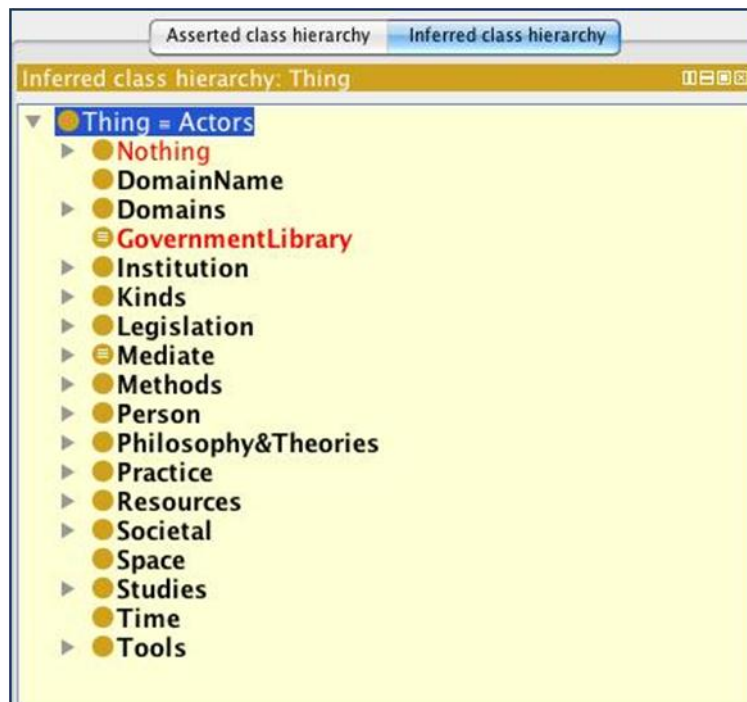 Asserted class hierarchy Inferred class hierarchy
Inferred class hierarchy: Thing
Thing ≡ Actors
Nothing
DomainName
Domains
GovernmentLibrary
Institution
Kinds
Legislation
Mediate
Methods
Person
Philosophy&Theories
Practice
Resources
Societal
Space
Studies
Time
Tools